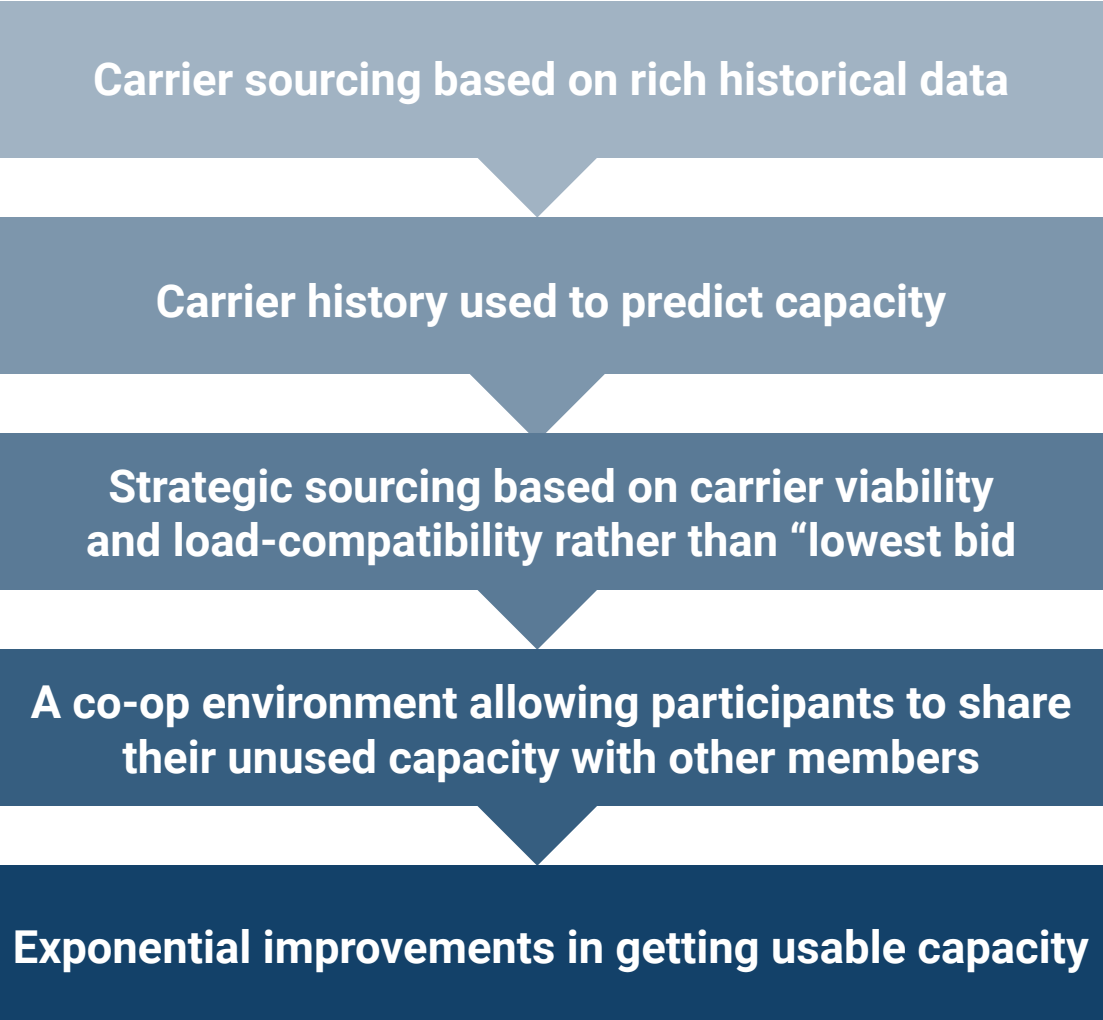 Carrier sourcing based on rich historical data
Carrier history used to predict capacity
Strategic sourcing based on carrier viability
and load-compatibility rather than “lowest bid
A co-op environment allowing participants to share
their unused capacity with other members
Exponential improvements in getting usable capacity